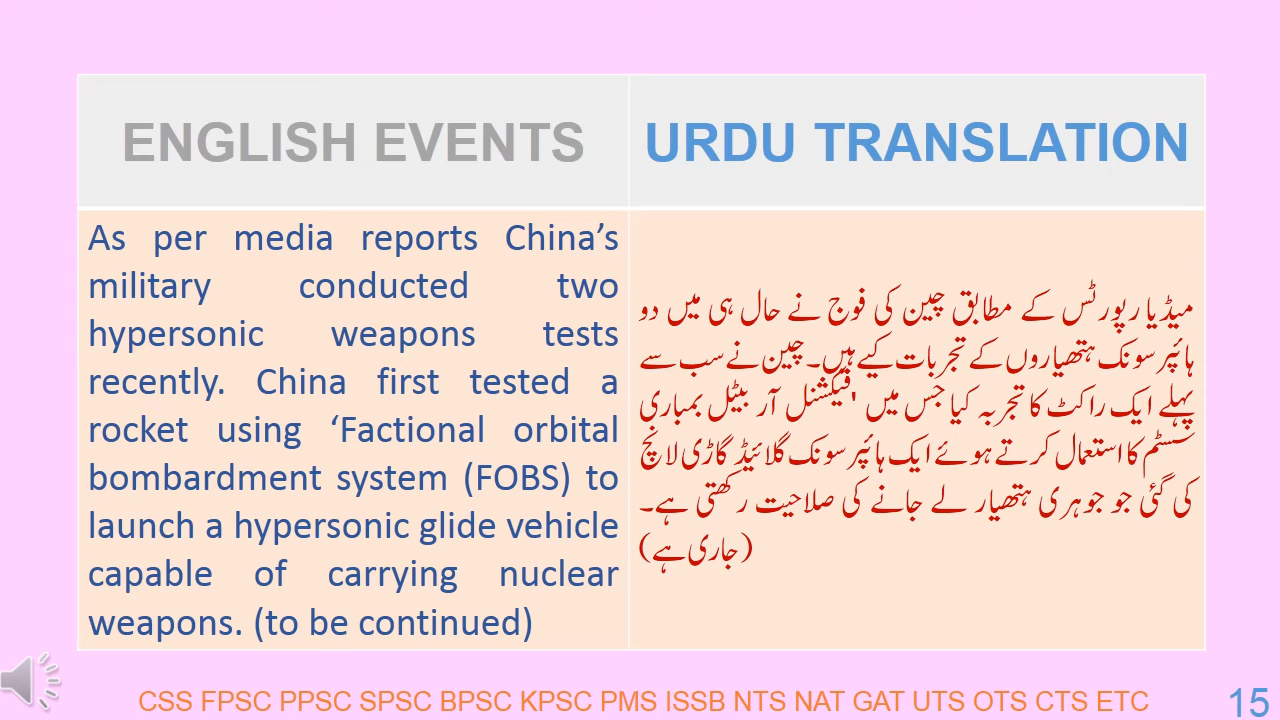 ENGLISH EVENTS
URDU TRANSLATION
As per media reports China’s
military conducted two
hypersonic weapons tests
recently. China first tested a
rocket using ‘Factional orbital
bombardment system (FOBS) to
launch a hypersonic glide vehicle
capable of carrying nuclear
weapons. (to be continued)
میڈیا رپورٹس کے مطابق چین کی فوج نے حال ہی میں دو
ہائپر سونک ہتھیاروں کے تجربات کیے ہیں۔ چین نے سب سے
پہلے ایک راکٹ کا تجربہ کیا جس میں 'فیکشنل آر بیٹل بمباری
سسٹم کا استعمال کرتے ہوئے ایک ہائپر سونک گلائیڈ گاڑی لانچ
کی گئی جو جوہری ہتھیار لے جانے کی صلاحیت رکھتی ہے۔
(جاری ہے)
CSS FPSC PPSC SPSC BPSC KPSC PMS ISSB NTS NAT GAT UTS OTS CTS ETC
15